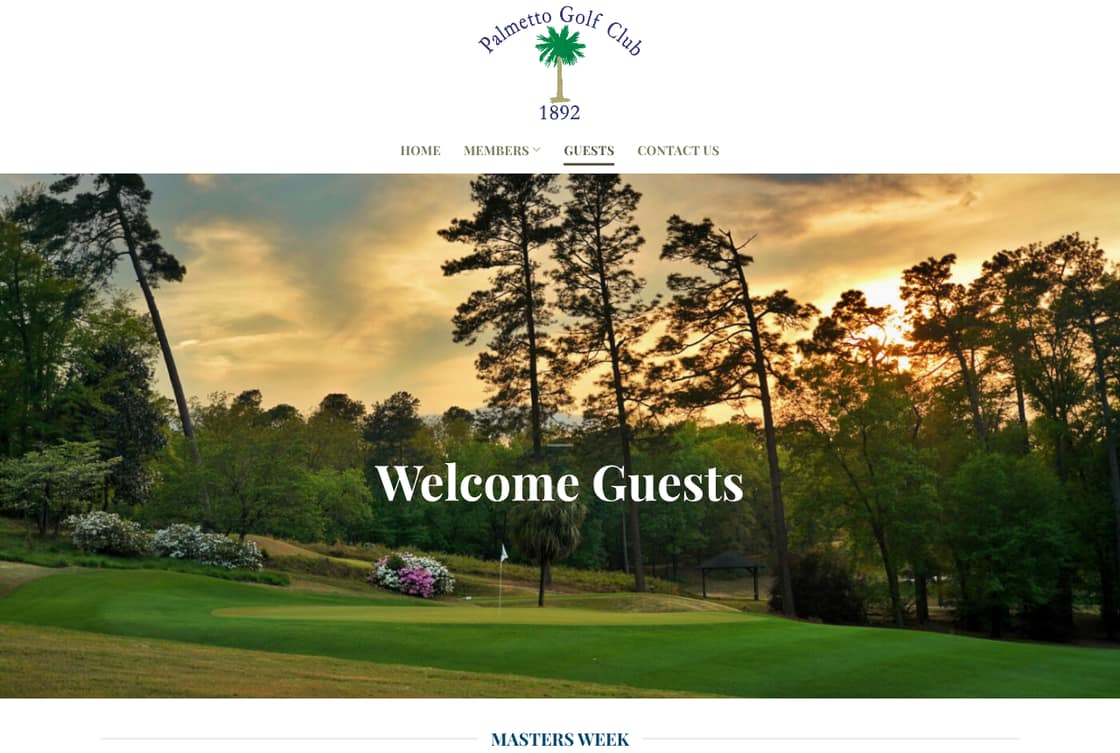 Palmetto Golf Club
1892
HOME MEMBERS GUESTS CONTACT US
Welcome Guests
MASTERS WEEK